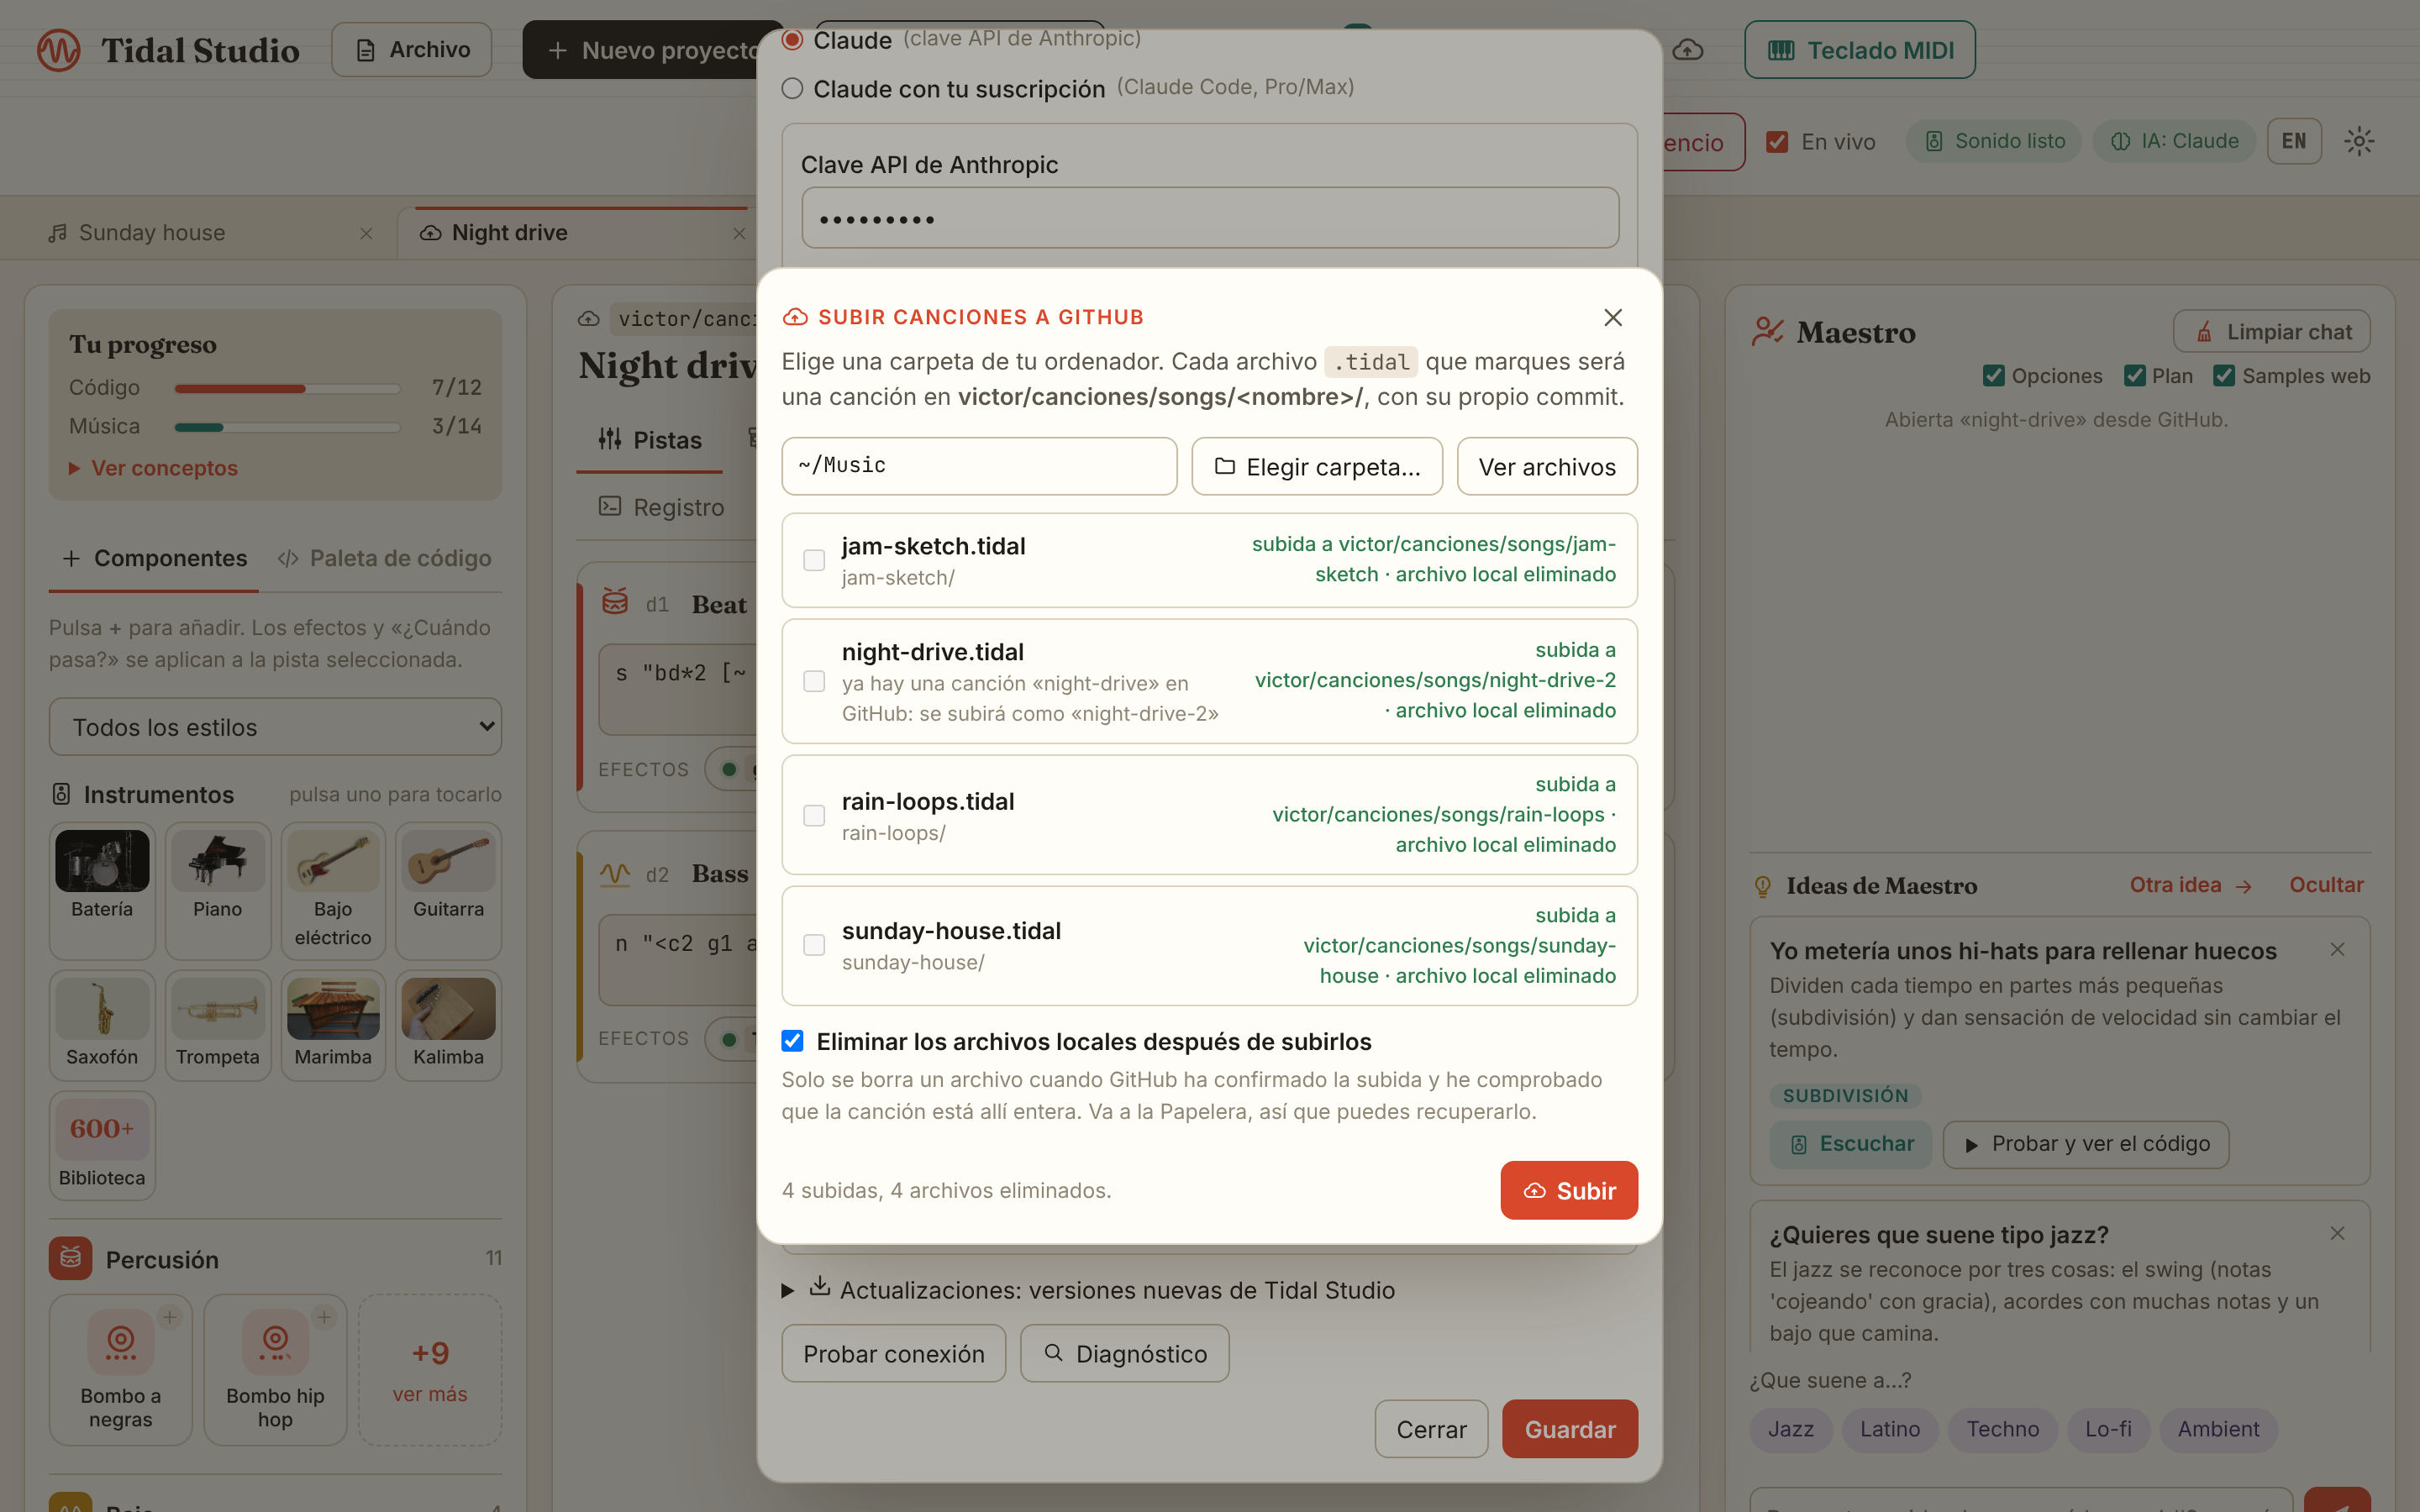 Tidal Studio
Archivo
Nuevo proyecto
Teclado MIDI
En vivo
Sonido listo
IA: Claude
EN
Sunday house
Night drive
Tu progreso
Código
7/12
Música
3/14
Ver conceptos
Componentes
Paleta de código
Pulsa + para añadir. Los efectos y «¿Cuándo
pasa?» se aplican a la pista seleccionada.
Todos los estilos
Instrumentos
pulsa uno para tocarlo
Batería
Piano
Bajo
eléctrico
Guitarra
Saxofón
Trompeta
Marimba
Kalimba
600+
Biblioteca
Percusión
11
Bombo a
negras
Bombo hip
hop
+9
ver más
Pistas
Registro
d1 Beat
s "bd*2 [~
EFECTOS
d2 Bass
n "<c2 g1 a
EFECTOS
Claude (clave API de Anthropic)
Claude con tu suscripción (Claude Code, Pro/Max)
Clave API de Anthropic
•••••••••
SUBIR CANCIONES A GITHUB
Elige una carpeta de tu ordenador. Cada archivo .tidal que marques será
una canción en victor/canciones/songs/<nombre>/, con su propio commit.
~/Music
Elegir carpeta...
Ver archivos
jam-sketch.tidal
jam-sketch/
subida a victor/canciones/songs/jam-
sketch · archivo local eliminado
night-drive.tidal
ya hay una canción «night-drive» en
GitHub: se subirá como «night-drive-2»
subida a
victor/canciones/songs/night-drive-2
· archivo local eliminado
rain-loops.tidal
rain-loops/
subida a
victor/canciones/songs/rain-loops ·
archivo local eliminado
sunday-house.tidal
sunday-house/
subida a
victor/canciones/songs/sunday-
house · archivo local eliminado
Eliminar los archivos locales después de subirlos
Solo se borra un archivo cuando GitHub ha confirmado la subida y he comprobado
que la canción está allí entera. Va a la Papelera, así que puedes recuperarlo.
4 subidas, 4 archivos eliminados.
Subir
Actualizaciones: versiones nuevas de Tidal Studio
Probar conexión
Diagnóstico
Cerrar
Guardar
Maestro
Limpiar chat
Opciones
Plan
Samples web
Abierta «night-drive» desde GitHub.
Ideas de Maestro
Otra idea →
Ocultar
Yo metería unos hi-hats para rellenar huecos
Dividen cada tiempo en partes más pequeñas
(subdivisión) y dan sensación de velocidad sin cambiar el
tempo.
SUBDIVISIÓN
Escuchar
Probar y ver el código
¿Quieres que suene tipo jazz?
El jazz se reconoce por tres cosas: el swing (notas
'cojeando' con gracia), acordes con muchas notas y un
bajo que camina.
¿Que suene a...?
Jazz
Latino
Techno
Lo-fi
Ambient